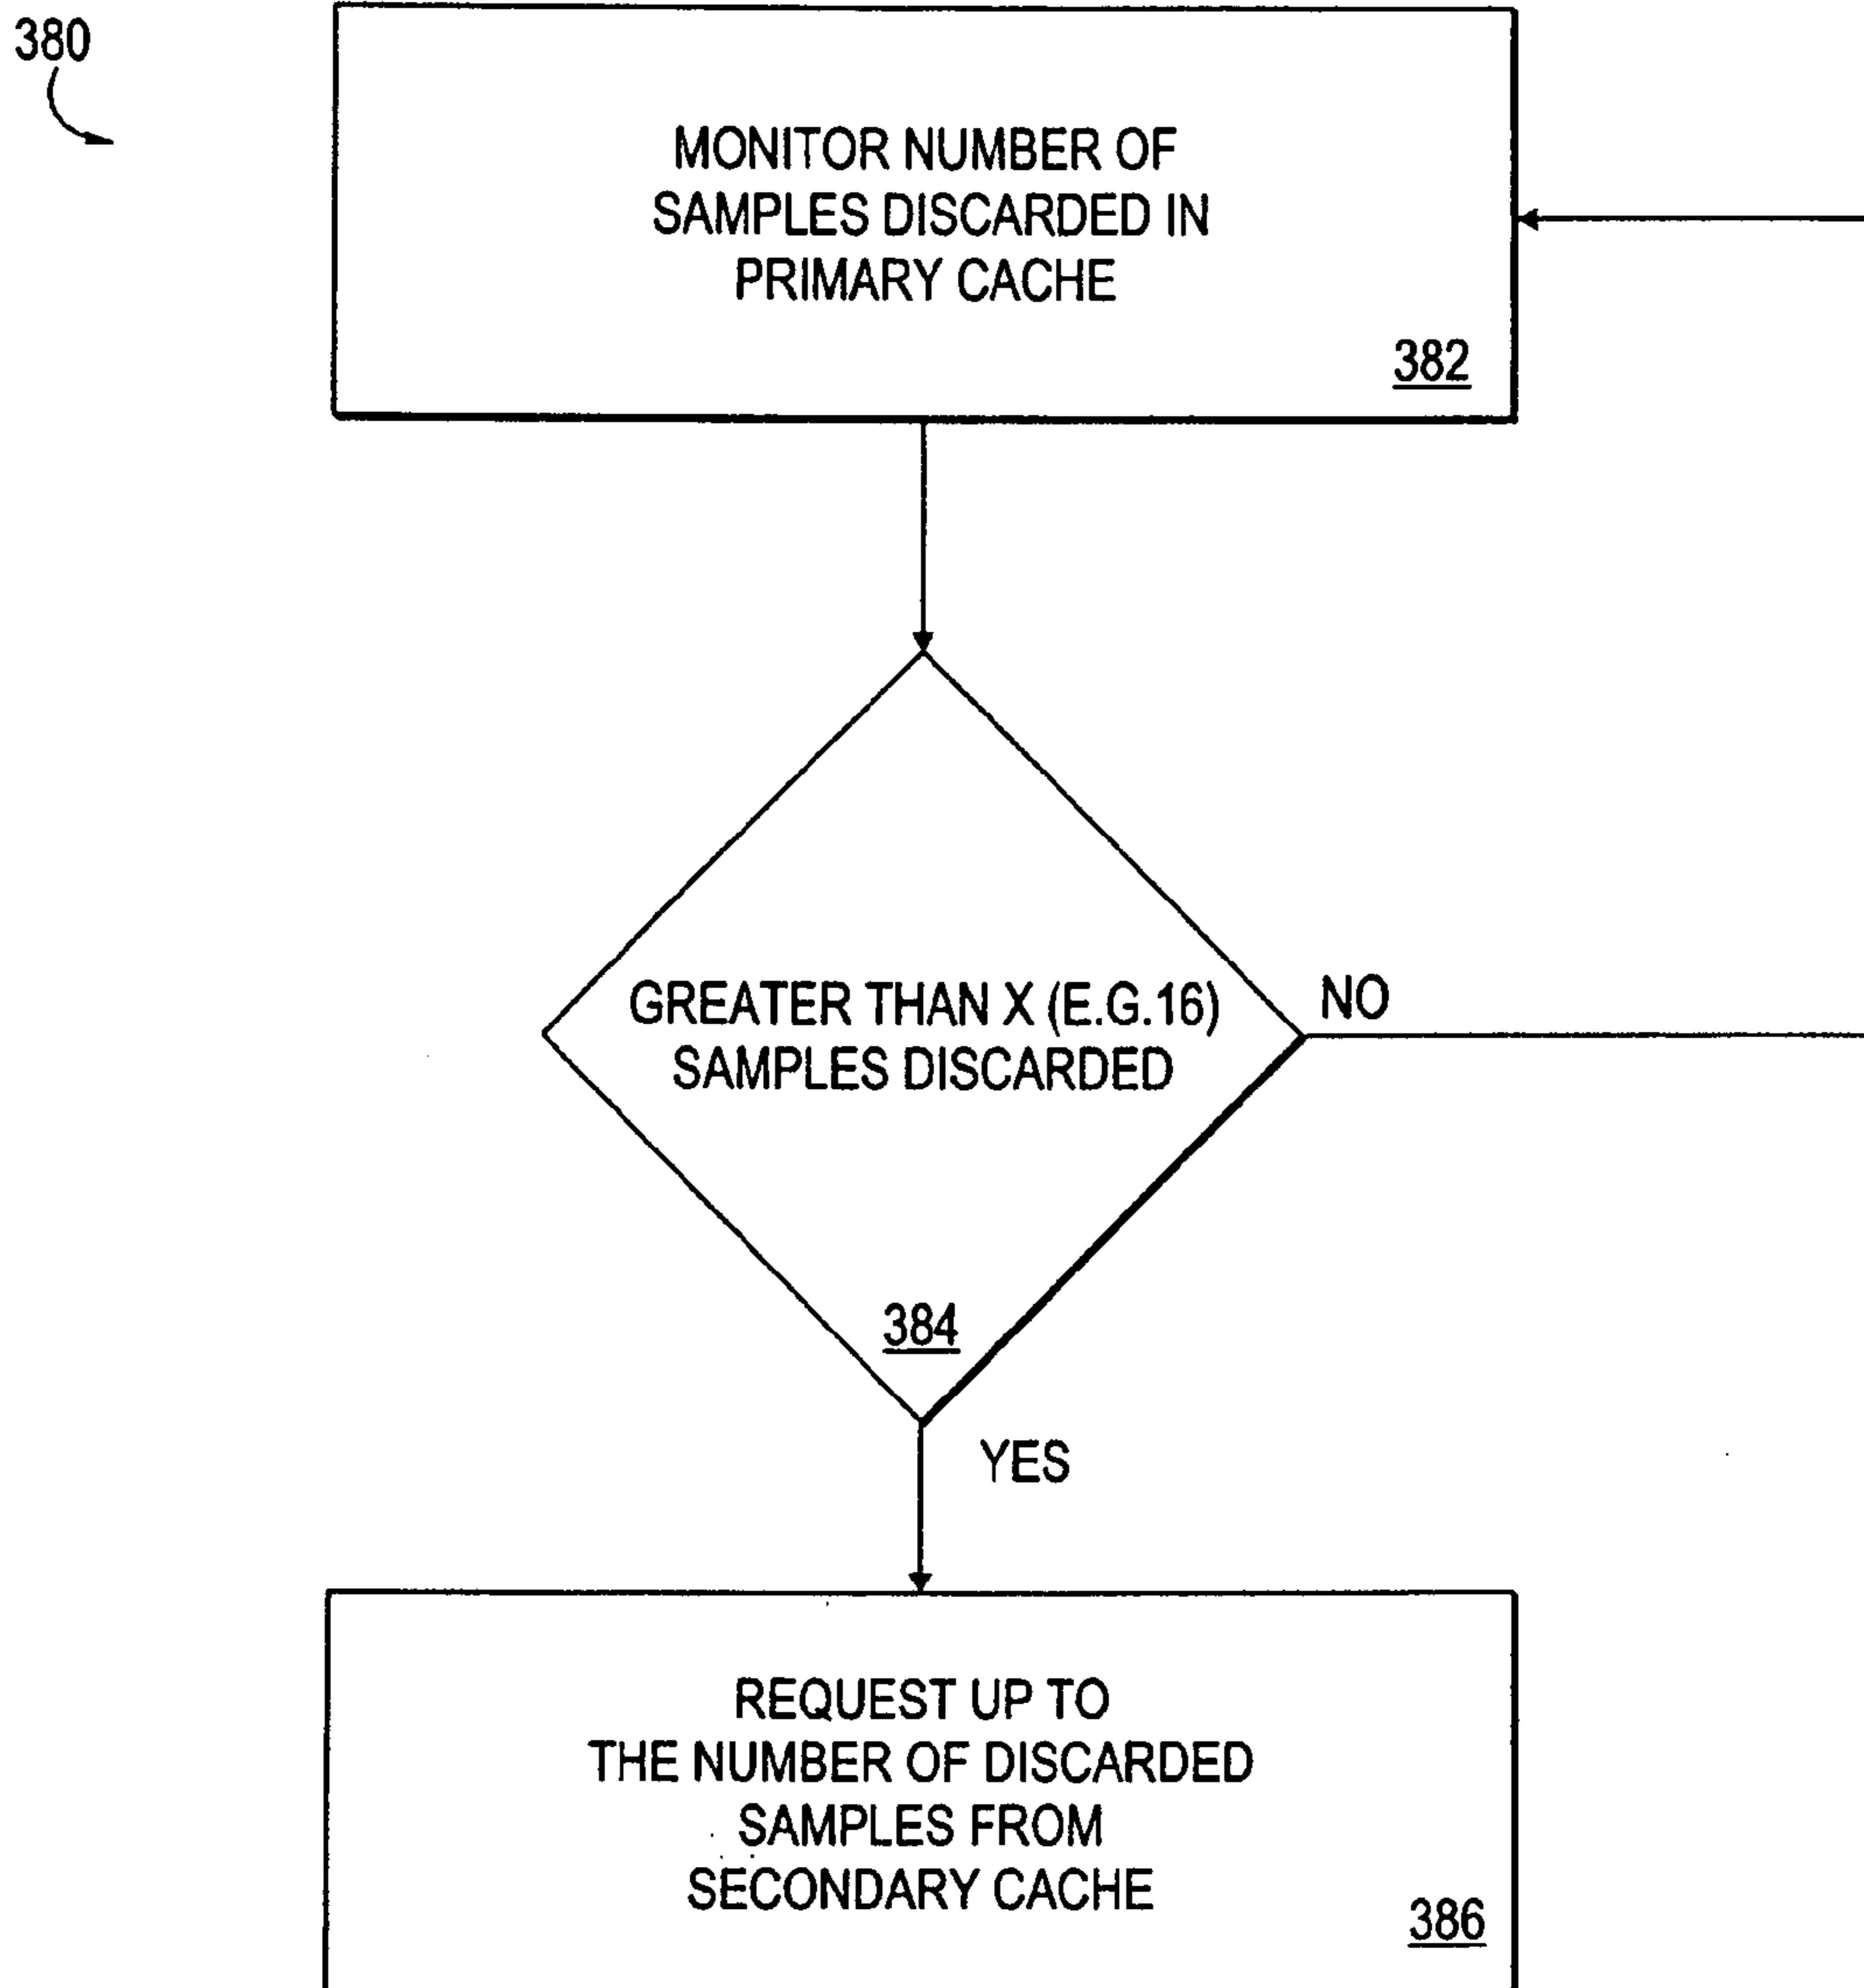 380
MONITOR NUMBER OF
SAMPLES DISCARDED IN
PRIMARY CACHE
382
GREATER THAN X (E.G.16)
SAMPLES DISCARDED
NO
384
YES
REQUEST UP TO
THE NUMBER OF DISCARDED
SAMPLES FROM
SECONDARY CACHE
386